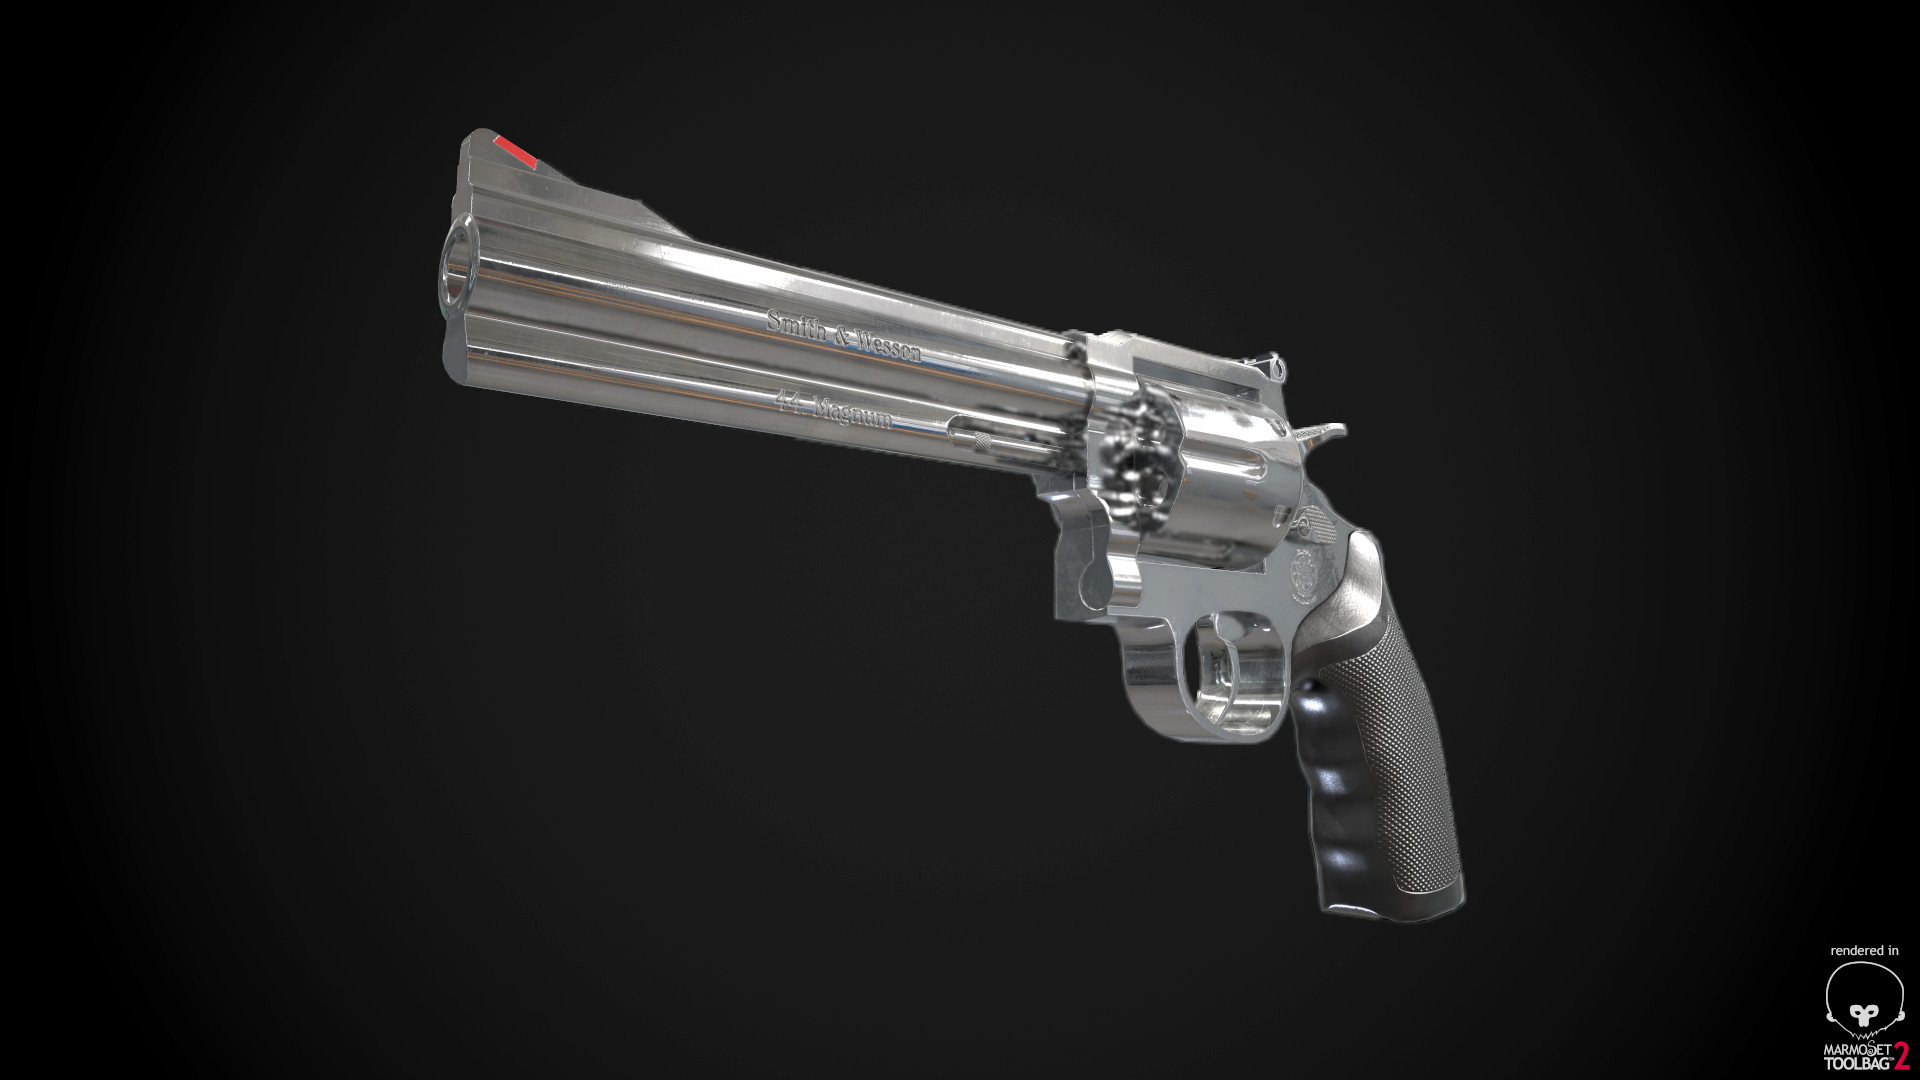 Smith & Wesson
44. Magnum
rendered in
MARMOSET
TOOLBAG 2